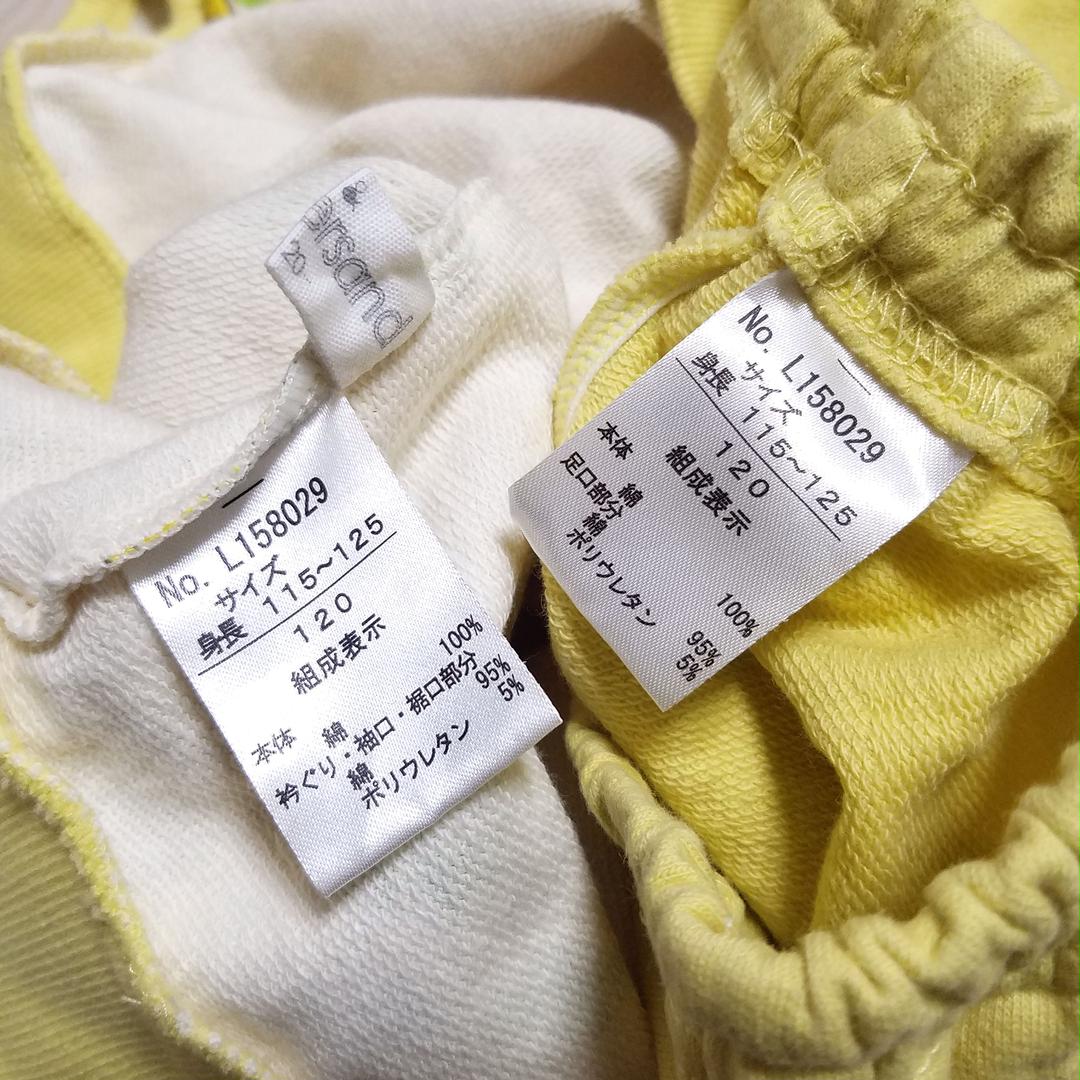 airsand
No. L158029
サイズ
身長 115~125
120
組成表示
本体 綿 100%
衿ぐり・袖口・裾口部分
綿 95%
ポリウレタン 5%
No. L158029
サイズ
身長 115~125
120
組成表示
本体 綿 100%
足口部分
綿 95%
ポリウレタン 5%